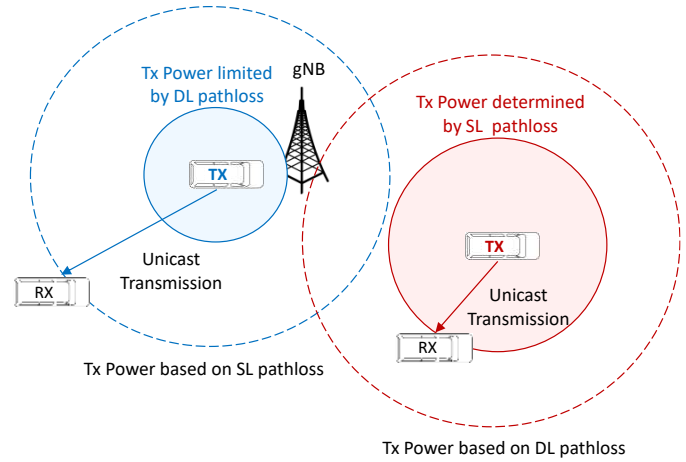 Tx Power limited
by DL pathloss
gNB
Tx Power determined
by SL pathloss
TX
Unicast
Transmission
RX
Tx Power based on SL pathloss
TX
Unicast
Transmission
RX
Tx Power based on DL pathloss